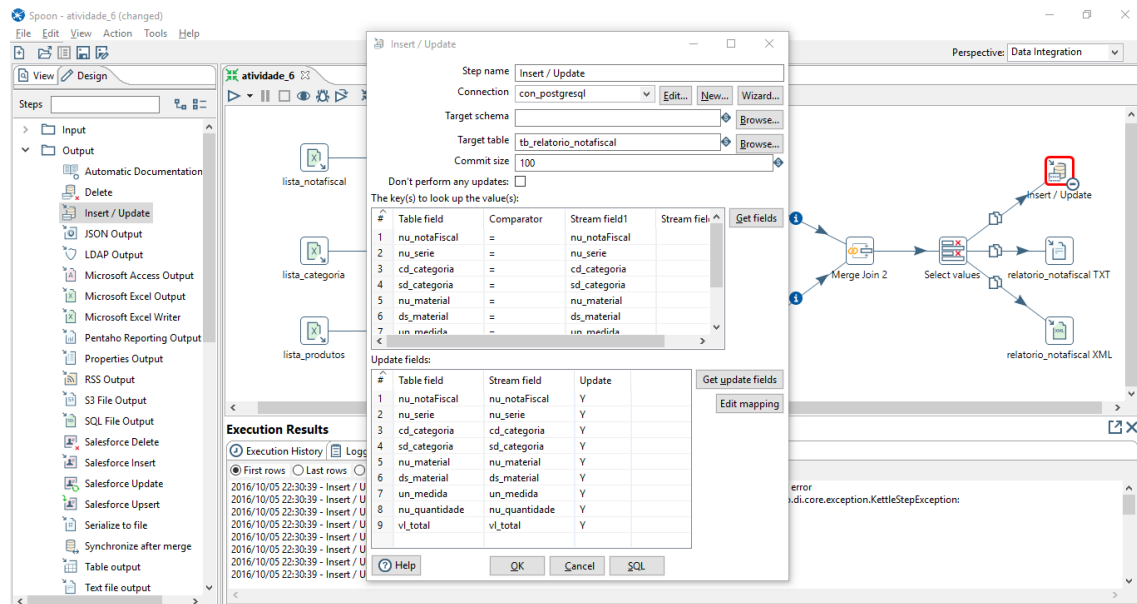 Spoon - atividade_6 (changed)
File Edit View Action Tools Help
Perspective: Data Integration
View Design
Steps
Input
Output
Automatic Documentation
Delete
Insert / Update
JSON Output
LDAP Output
Microsoft Access Output
Microsoft Excel Output
Microsoft Excel Writer
Pentaho Reporting Output
Properties Output
RSS Output
S3 File Output
SQL File Output
Salesforce Delete
Salesforce Insert
Salesforce Update
Salesforce Upsert
Serialize to file
Synchronize after merge
Table output
Text file output
atividade_6
lista_notafiscal
lista_categoria
lista_produtos
Insert / Update
Step name Insert / Update
Connection con_postgresql Edit... New... Wizard...
Target schema Browse...
Target table tb_relatorio_notafiscal Browse...
Commit size 100
Don't perform any updates:
The key(s) to look up the value(s):
# Table field Comparator Stream field1 Stream fiel Get fields
1 nu_notaFiscal = nu_notaFiscal
2 nu_serie = nu_serie
3 cd_categoria = cd_categoria
4 sd_categoria = sd_categoria
5 nu_material = nu_material
6 ds_material = ds_material
7 un_medida = un_medida
Update fields:
# Table field Stream field Update Get update fields
Edit mapping
1 nu_notaFiscal nu_notaFiscal Y
2 nu_serie nu_serie Y
3 cd_categoria cd_categoria Y
4 sd_categoria sd_categoria Y
5 nu_material nu_material Y
6 ds_material ds_material Y
7 un_medida un_medida Y
8 nu_quantidade nu_quantidade Y
9 vl_total vl_total Y
Help OK Cancel SQL
Insert / Update
Merge Join 2 Select values relatorio_notafiscal TXT
relatorio_notafiscal XML
Execution Results
Execution History Logg
First rows Last rows
2016/10/05 22:30:39 - Insert / U error
2016/10/05 22:30:39 - Insert / U o.di.core.exception.KettleStepException:
2016/10/05 22:30:39 - Insert / U
2016/10/05 22:30:39 - Insert / U
2016/10/05 22:30:39 - Insert / U
2016/10/05 22:30:39 - Insert / U
2016/10/05 22:30:39 - Insert / U
2016/10/05 22:30:39 - Insert / U